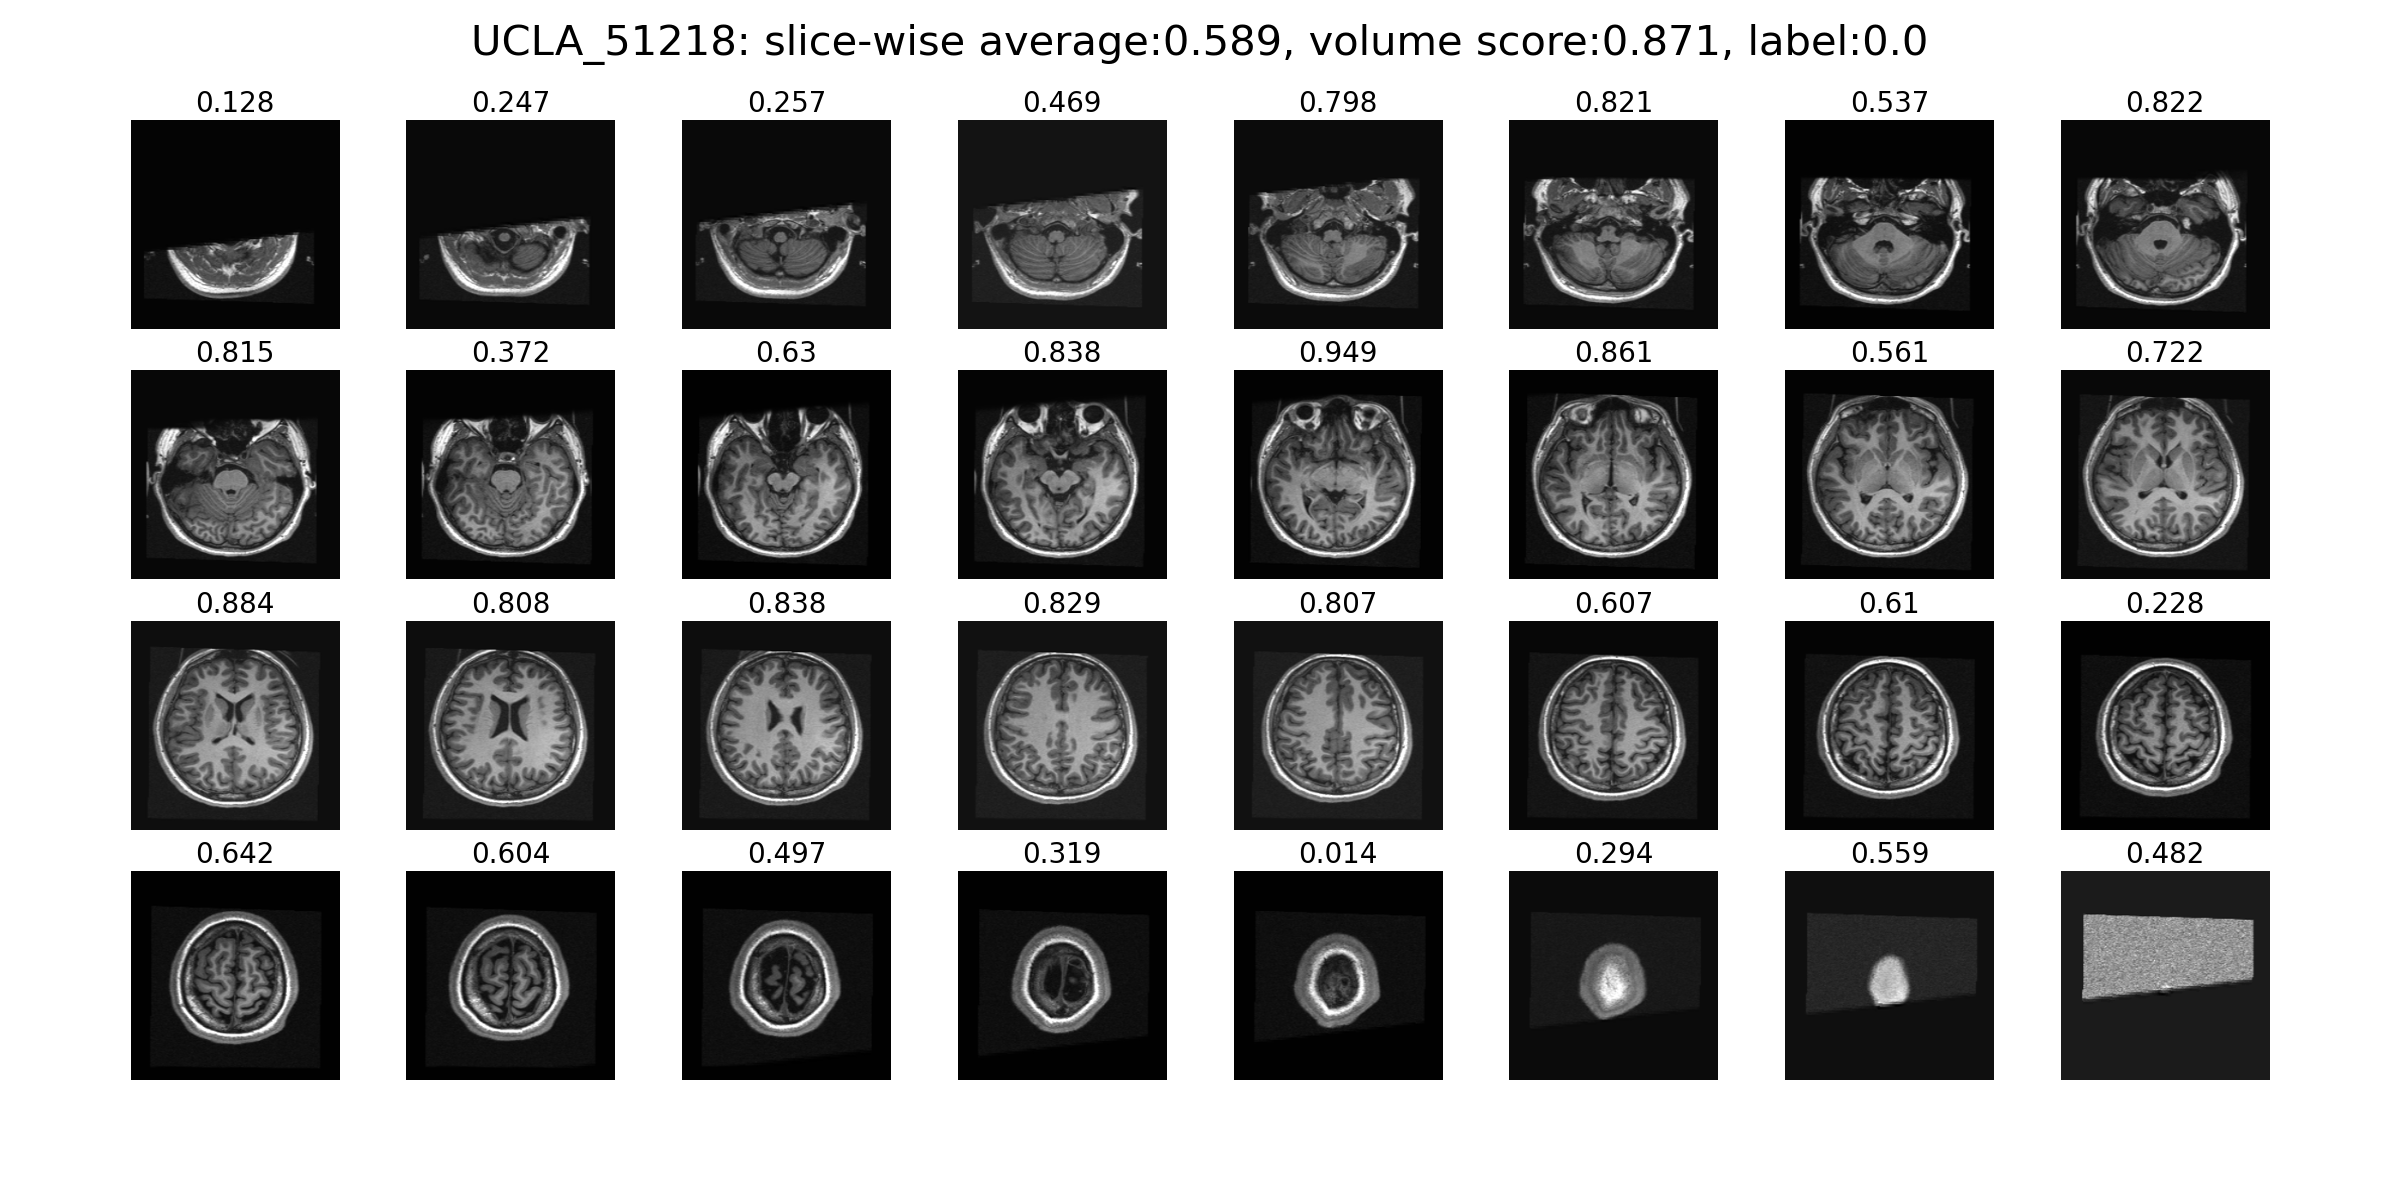 UCLA_51218: slice-wise average:0.589, volume score:0.871, label:0.0
0.128 0.247 0.257 0.469 0.798 0.821 0.537 0.822
0.815 0.372 0.63 0.838 0.949 0.861 0.561 0.722
0.884 0.808 0.838 0.829 0.807 0.607 0.61 0.228
0.642 0.604 0.497 0.319 0.014 0.294 0.559 0.482